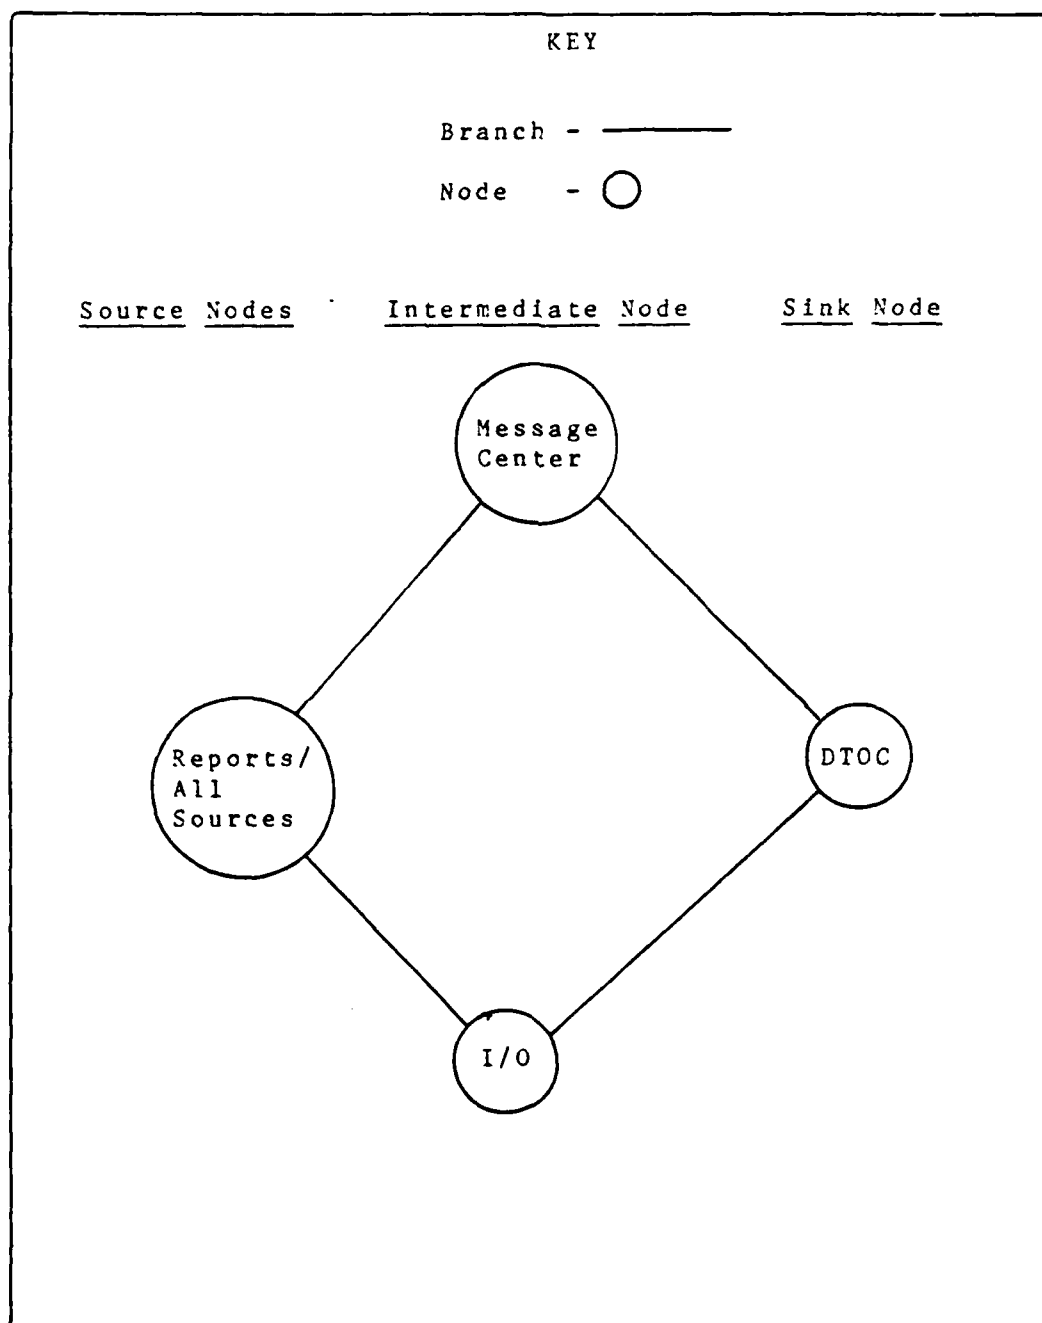 KEY
Branch -
Node -
Source Nodes Intermediate Node Sink Node
Message
Center
Reports/
All
Sources
DTOC
I/O